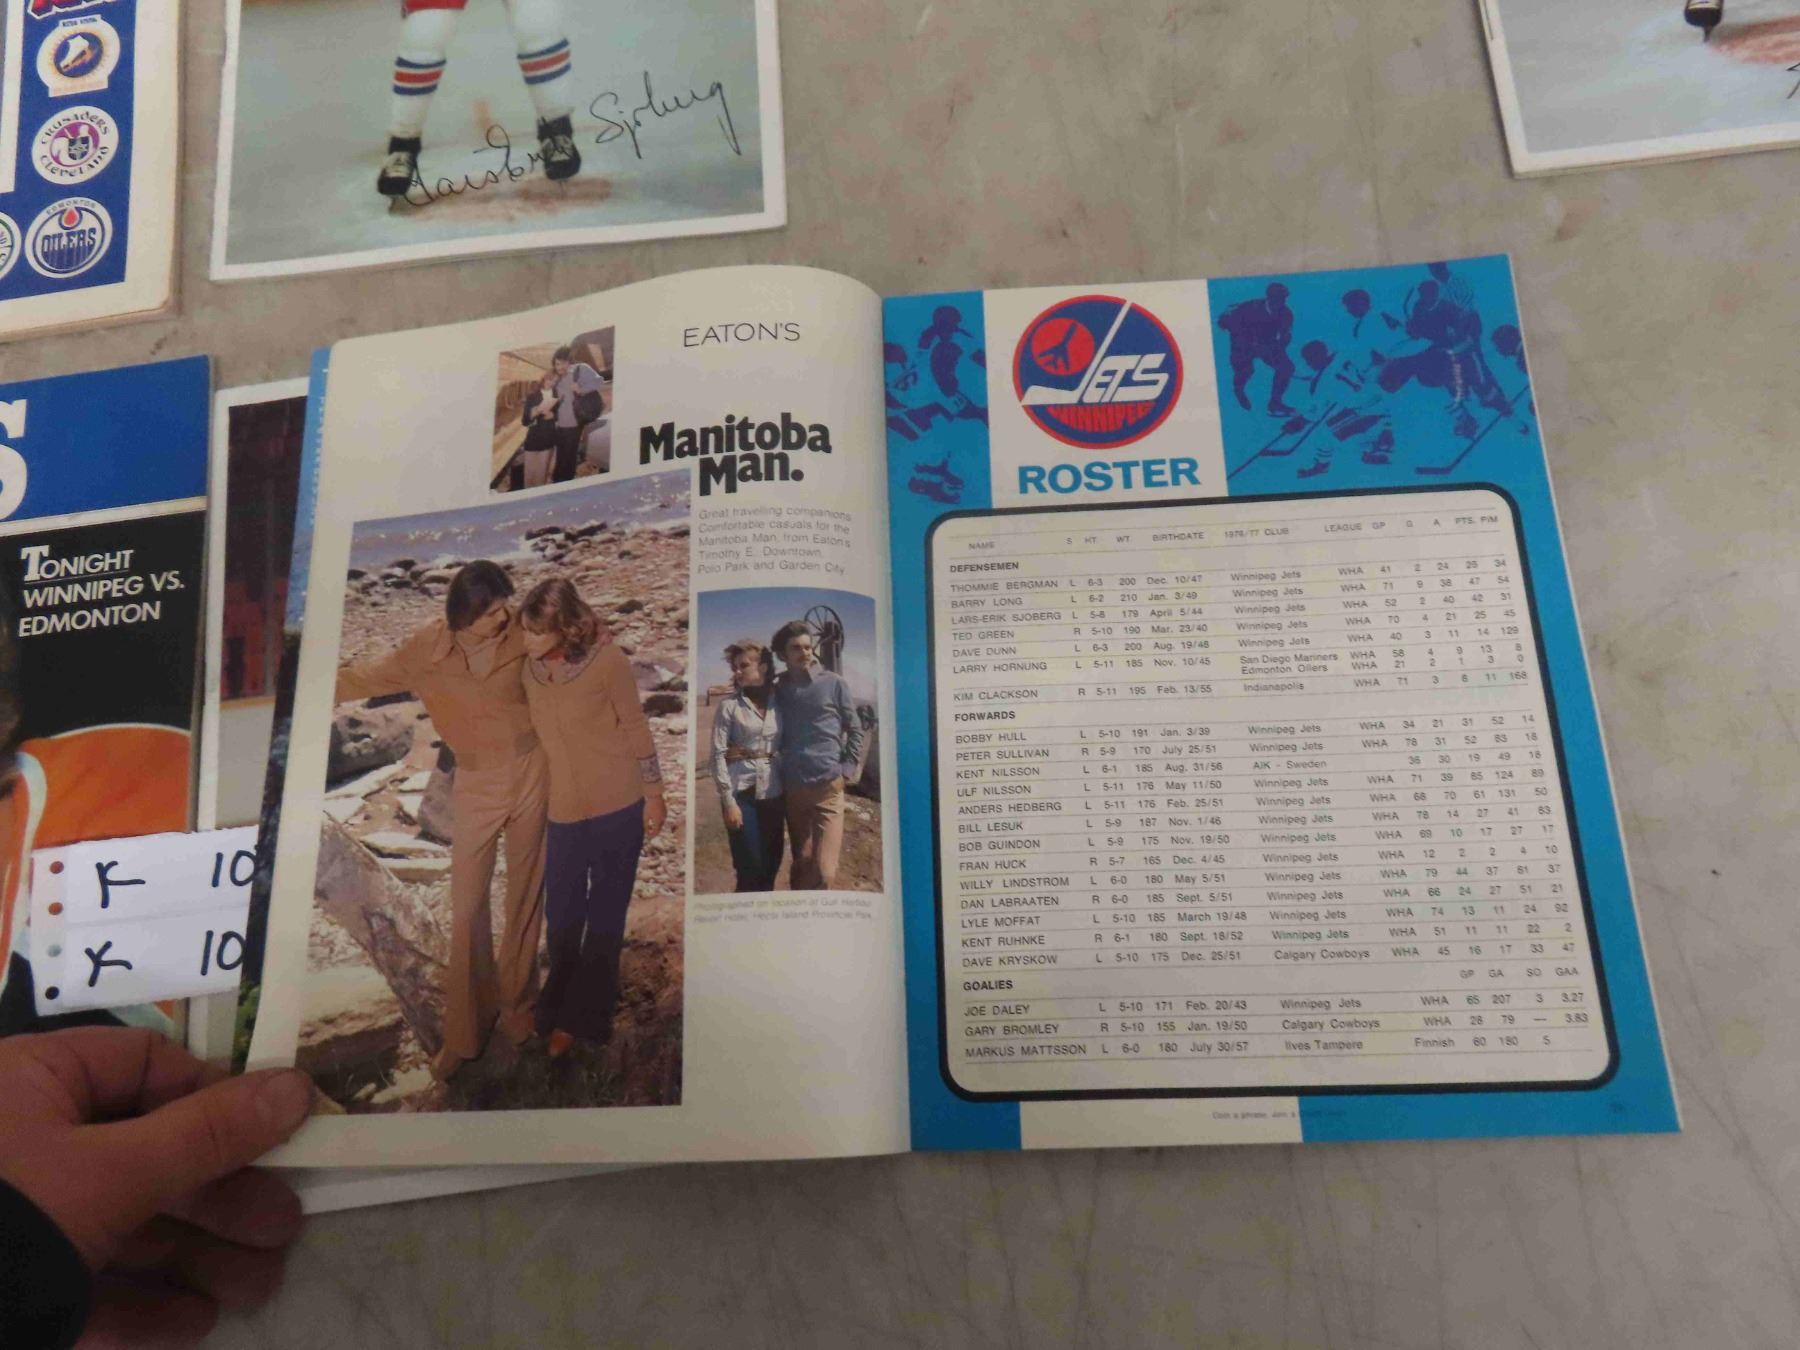 CRUSADERS
Cleveland
EDMONTON
OILERS
Sjoberg
TONIGHT
WINNIPEG VS.
EDMONTON
K 10
K 10
EATON'S
Manitoba
Man.
Great travelling companions
Comfortable casuals for the
Manitoba Man, from Eaton's
Timothy E., Downtown,
Polo Park and Garden City
Photographed on location at Gull Harbour
Resort Hotel, Hecla Island Provincial Park
JETS
WINNIPEG
ROSTER
NAME S HT. WT. BIRTHDATE 1976/77 CLUB LEAGUE GP G A PTS. PIM
DEFENSEMEN
THOMMIE BERGMAN L 6-3 200 Dec. 10/47 Winnipeg Jets WHA 41 2 24 26 34
BARRY LONG L 6-2 210 Jan. 3/49 Winnipeg Jets WHA 71 9 38 47 54
LARS-ERIK SJOBERG L 5-8 179 April 5/44 Winnipeg Jets WHA 52 2 40 42 31
TED GREEN R 5-10 190 Mar. 23/40 Winnipeg Jets WHA 70 4 21 25 45
DAVE DUNN L 6-3 200 Aug. 19/48 Winnipeg Jets WHA 40 3 11 14 129
LARRY HORNUNG L 5-11 185 Nov. 10/45 San Diego Mariners WHA 58 4 9 13 8
Edmonton Oilers WHA 21 2 1 3 0
KIM CLACKSON R 5-11 195 Feb. 13/55 Indianapolis WHA 71 3 8 11 168
FORWARDS
BOBBY HULL L 5-10 191 Jan. 3/39 Winnipeg Jets WHA 34 21 31 52 14
PETER SULLIVAN R 5-9 170 July 25/51 Winnipeg Jets WHA 78 31 52 83 18
KENT NILSSON L 6-1 185 Aug. 31/56 AIK - Sweden 36 30 19 49 18
ULF NILSSON L 5-11 176 May 11/50 Winnipeg Jets WHA 71 39 85 124 89
ANDERS HEDBERG L 5-11 176 Feb. 25/51 Winnipeg Jets WHA 68 70 61 131 50
BILL LESUK L 5-9 187 Nov. 1/46 Winnipeg Jets WHA 78 14 27 41 83
BOB GUINDON L 5-9 175 Nov. 19/50 Winnipeg Jets WHA 69 10 17 27 17
FRAN HUCK R 5-7 165 Dec. 4/45 Winnipeg Jets WHA 12 2 2 4 10
WILLY LINDSTROM L 6-0 180 May 5/51 Winnipeg Jets WHA 79 44 37 81 37
DAN LABRAATEN R 6-0 185 Sept. 5/51 Winnipeg Jets WHA 66 24 27 51 21
LYLE MOFFAT L 5-10 185 March 19/48 Winnipeg Jets WHA 74 13 11 24 92
KENT RUHNKE R 6-1 180 Sept. 18/52 Winnipeg Jets WHA 51 11 11 22 2
DAVE KRYSKOW L 5-10 175 Dec. 25/51 Calgary Cowboys WHA 45 16 17 33 47
GP GA SO GAA
GOALIES
JOE DALEY L 5-10 171 Feb. 20/43 Winnipeg Jets WHA 65 207 3 3.27
GARY BROMLEY R 5-10 155 Jan. 19/50 Calgary Cowboys WHA 28 79 — 3.83
MARKUS MATTSSON L 6-0 180 July 30/57 Ilves Tampere Finnish 60 180 5